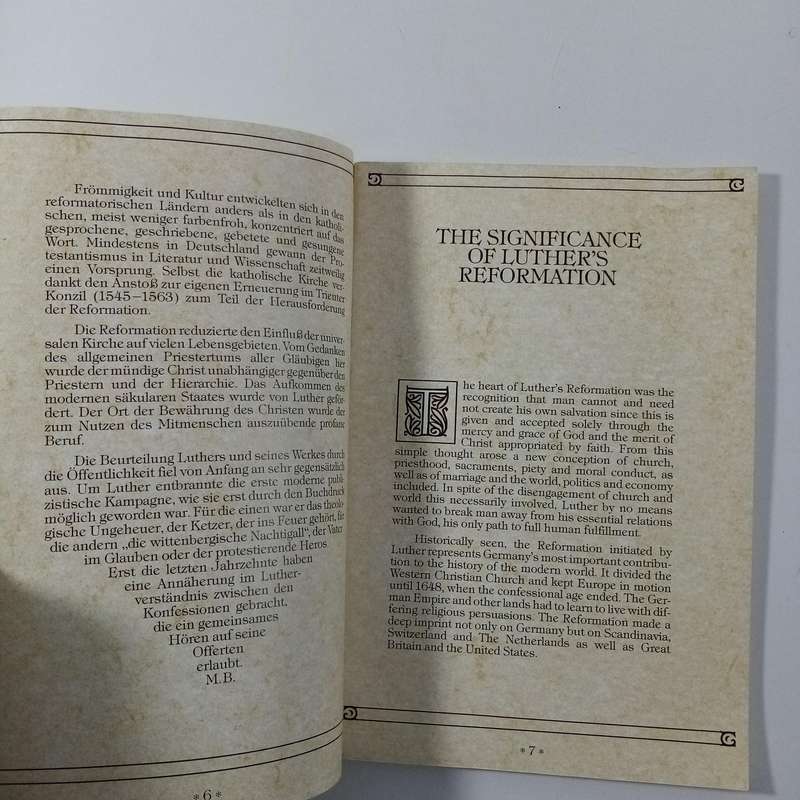 Frömmigkeit und Kultur entwickelten sich in den
reformatorischen Ländern anders als in den katholi-
schen, meist weniger farbenfroh, konzentriert auf das
gesprochene, geschriebene, gebetete und gesungene
Wort. Mindestens in Deutschland gewann der Pro-
testantismus in Literatur und Wissenschaft zeitweilig
einen Vorsprung. Selbst die katholische Kirche ver-
dankt den Anstoß zur eigenen Erneuerung im Trienter
Konzil (1545–1563) zum Teil der Herausforderung
der Reformation.
Die Reformation reduzierte den Einfluß der univer-
salen Kirche auf vielen Lebensgebieten. Vom Gedanken
des allgemeinen Priestertums aller Gläubigen her
wurde der mündige Christ unabhängiger gegenüber den
Priestern und der Hierarchie. Das Aufkommen des
modernen säkularen Staates wurde von Luther geför-
dert. Der Ort der Bewährung des Christen wurde der
zum Nutzen des Mitmenschen auszuübende profane
Beruf.
Die Beurteilung Luthers und seines Werkes durch
die Öffentlichkeit fiel von Anfang an sehr gegensätzlich
aus. Um Luther entbrannte die erste moderne publi-
zistische Kampagne, wie sie erst durch den Buchdruck
möglich geworden war. Für die einen war er das theolo-
gische Ungeheuer, der Ketzer, der ins Feuer gehört, für
die andern „die wittenbergische Nachtigall“, der Vater
im Glauben oder der protestierende Heros
Erst die letzten Jahrzehnte haben
eine Annäherung im Luther-
verständnis zwischen den
Konfessionen gebracht,
die ein gemeinsames
Hören auf seine
Offerten
erlaubt.
M.B.
* 6 *
THE SIGNIFICANCE
OF LUTHER'S
REFORMATION
The heart of Luther's Reformation was the
recognition that man cannot and need
not create his own salvation since this is
given and accepted solely through the
mercy and grace of God and the merit of
Christ appropriated by faith. From this
simple thought arose a new conception of church,
priesthood, sacraments, piety and moral conduct, as
well as of marriage and the world, politics and economy
included. In spite of the disengagement of church and
world this necessarily involved, Luther by no means
wanted to break man away from his essential relations
with God, his only path to full human fulfillment.
Historically seen, the Reformation initiated by
Luther represents Germany's most important contribu-
tion to the history of the modern world. It divided the
Western Christian Church and kept Europe in motion
until 1648, when the confessional age ended. The Ger-
man Empire and other lands had to learn to live with dif-
fering religious persuasions. The Reformation made a
deep imprint not only on Germany but on Scandinavia,
Switzerland and The Netherlands as well as Great
Britain and the United States.
* 7 *